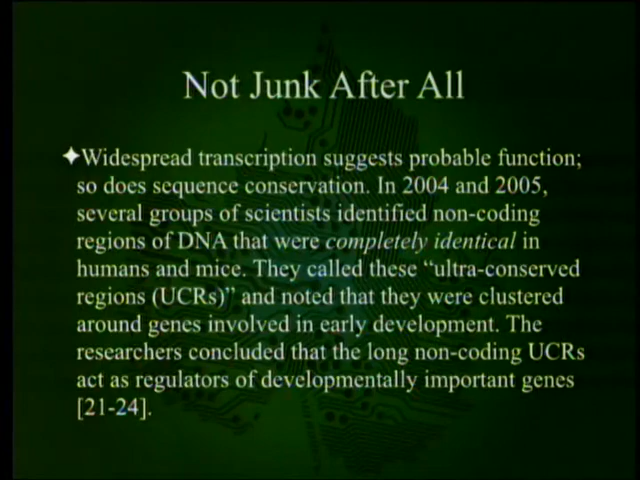 Not Junk After All
✦Widespread transcription suggests probable function;
so does sequence conservation. In 2004 and 2005,
several groups of scientists identified non-coding
regions of DNA that were completely identical in
humans and mice. They called these “ultra-conserved
regions (UCRs)” and noted that they were clustered
around genes involved in early development. The
researchers concluded that the long non-coding UCRs
act as regulators of developmentally important genes
[21-24].